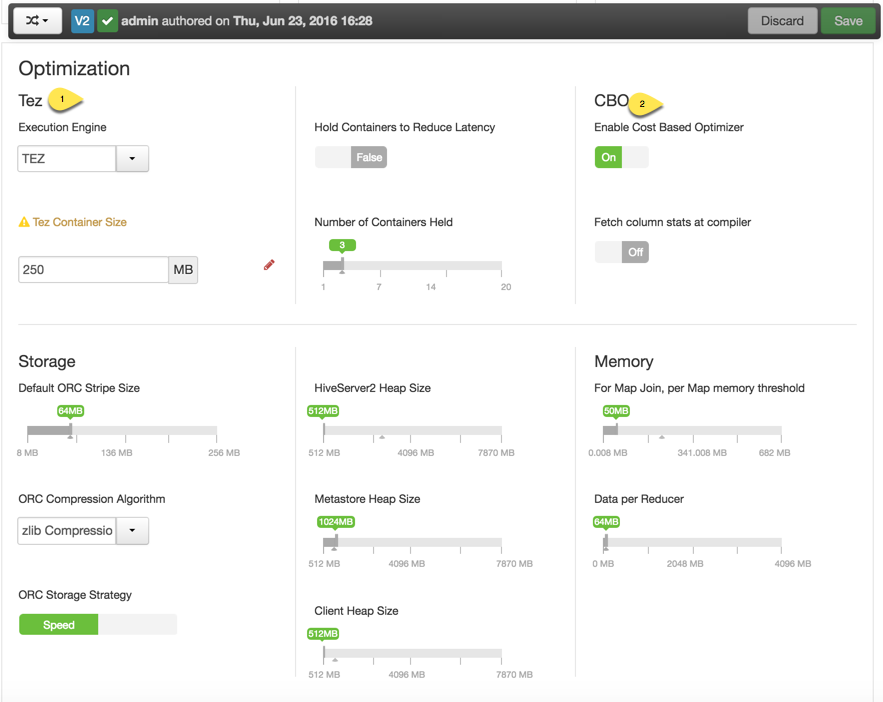 V2 admin authored on Thu, Jun 23, 2016 16:28 Discard Save
Optimization
Tez 1
Execution Engine
TEZ
Tez Container Size
250 MB
Hold Containers to Reduce Latency
False
Number of Containers Held
3
1 7 14 20
CBO 2
Enable Cost Based Optimizer
On
Fetch column stats at compiler
Off
Storage
Default ORC Stripe Size
64MB
8 MB 136 MB 256 MB
ORC Compression Algorithm
zlib Compressio
ORC Storage Strategy
Speed
HiveServer2 Heap Size
512MB
512 MB 4096 MB 7870 MB
Metastore Heap Size
1024MB
512 MB 4096 MB 7870 MB
Client Heap Size
512MB
512 MB 4096 MB 7870 MB
Memory
For Map Join, per Map memory threshold
50MB
0.008 MB 341.008 MB 682 MB
Data per Reducer
64MB
0 MB 2048 MB 4096 MB